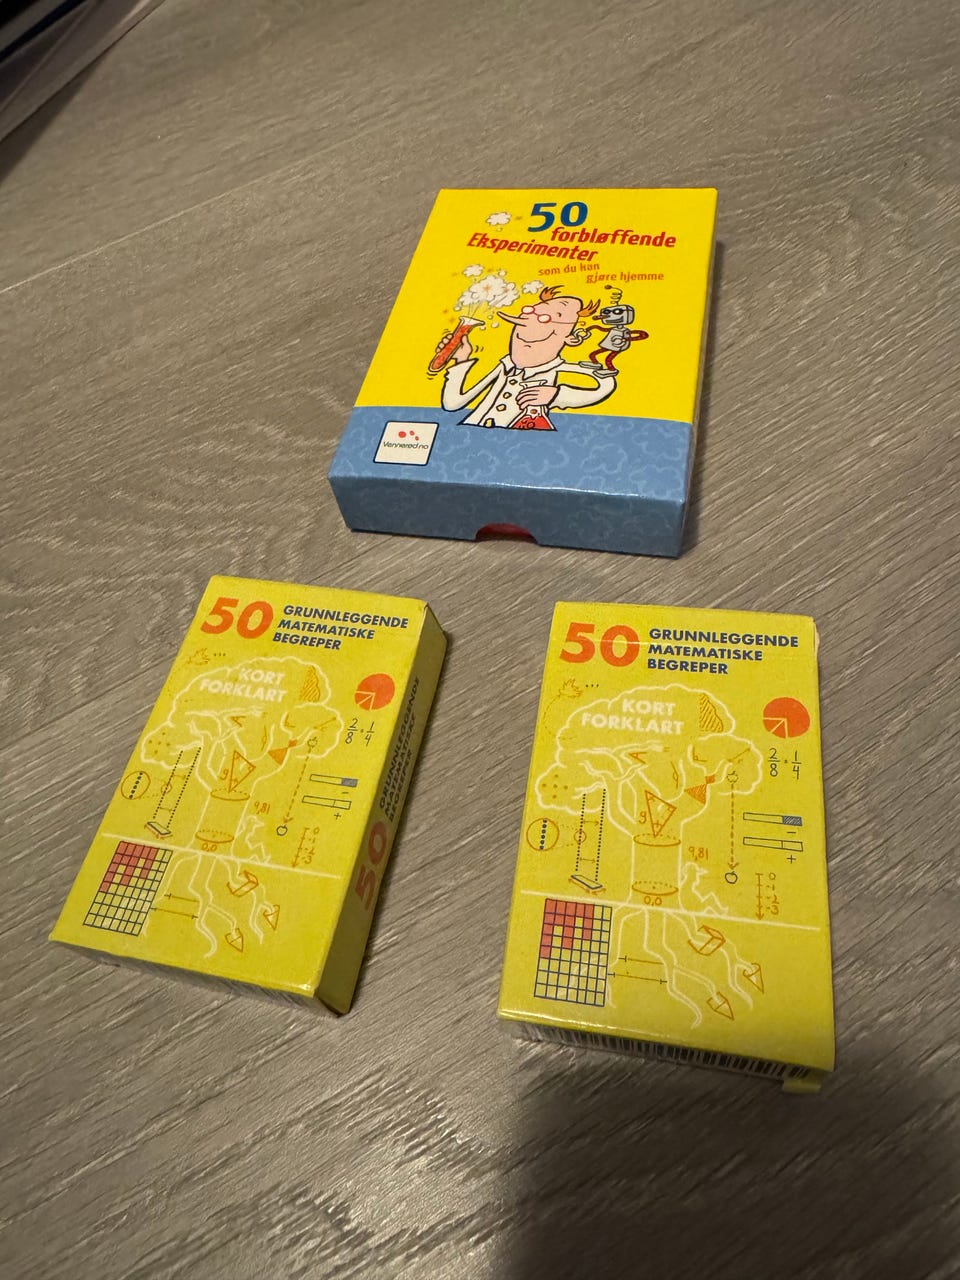 50
forbløffende
Eksperimenter
som du kan
gjøre hjemme
Vennerød.no
50 GRUNNLEGGENDE
MATEMATISKE
BEGREPER
KORT
FORKLART
2/8 = 1/4
9,81
0,0
50 GRUNNLEGGENDE
MATEMATISKE
BEGREPER
50 GRUNNLEGGENDE
MATEMATISKE
BEGREPER
KORT
FORKLART
2/8 = 1/4
g
9,81
0,0